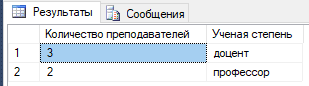 Результаты Сообщения
Количество преподавателей Ученая степень
1 3 доцент
2 2 профессор